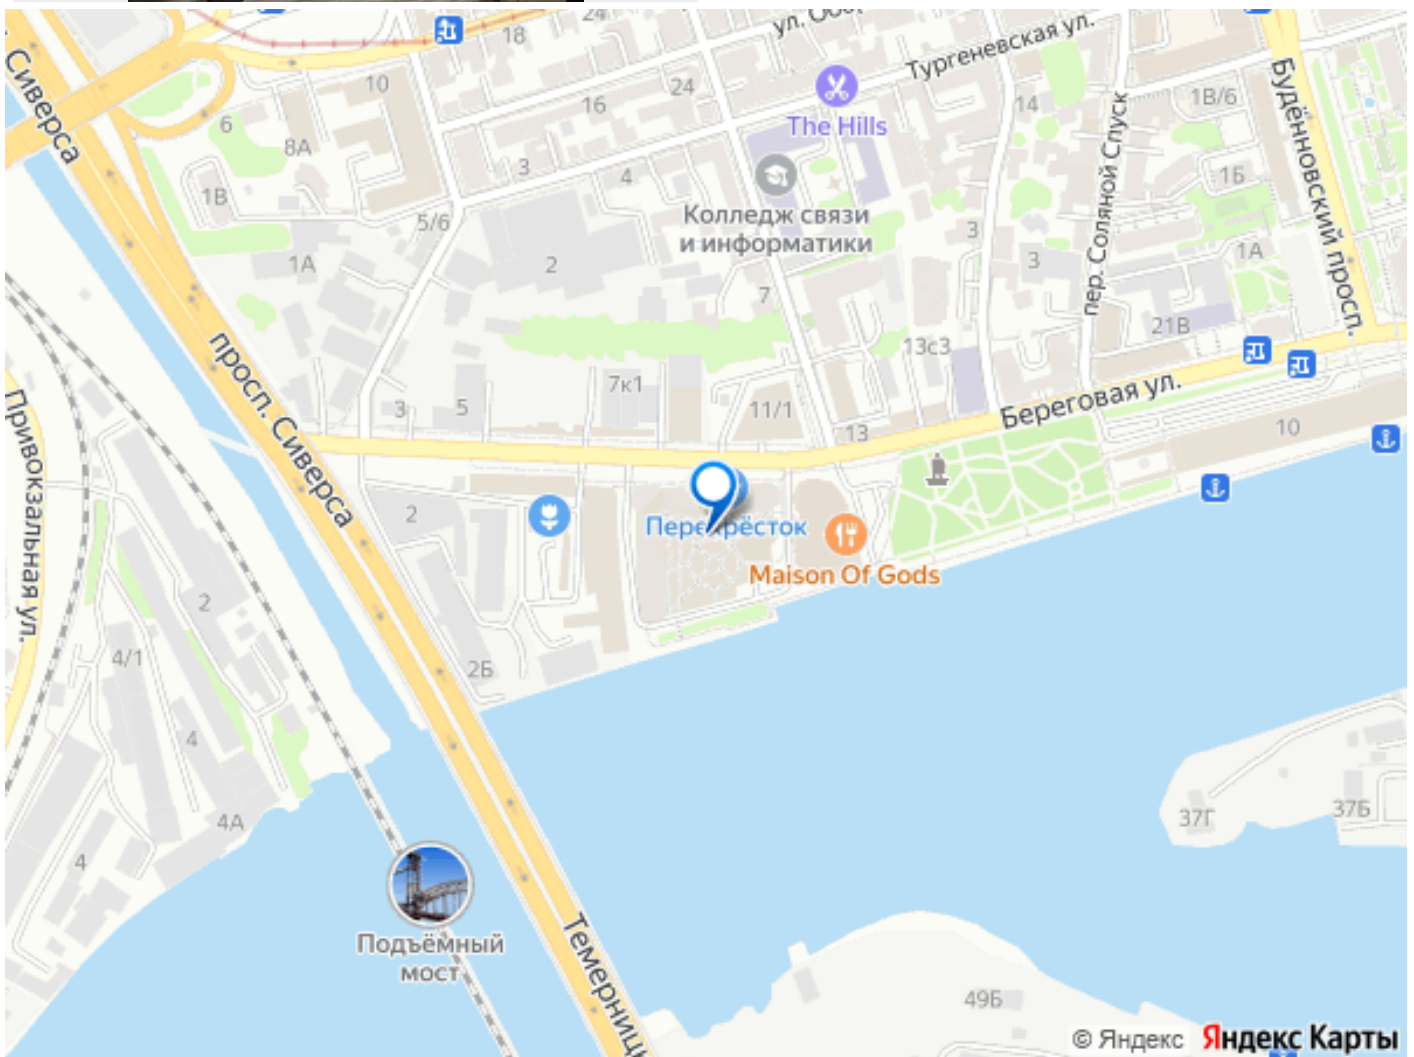 24
18
ул.
Тургеневская ул.
Сиверса
10
24
16
14
1В/6
Будённовский просп.
6
8А
The Hills
пер. Соляной Спуск
3
4
1В
1Б
Колледж связи
и информатики
5/6
3
3
1А
1А
2
7
21В
13с3
просп. Сиверса
Привокзальная ул.
7к1
3
5
11/1
13
Береговая ул.
10
2
Перекрёсток
Maison Of Gods
2
4/1
2Б
4
4А
4
37Г
37Б
Подъёмный
мост
49Б
© Яндекс
Яндекс Карты